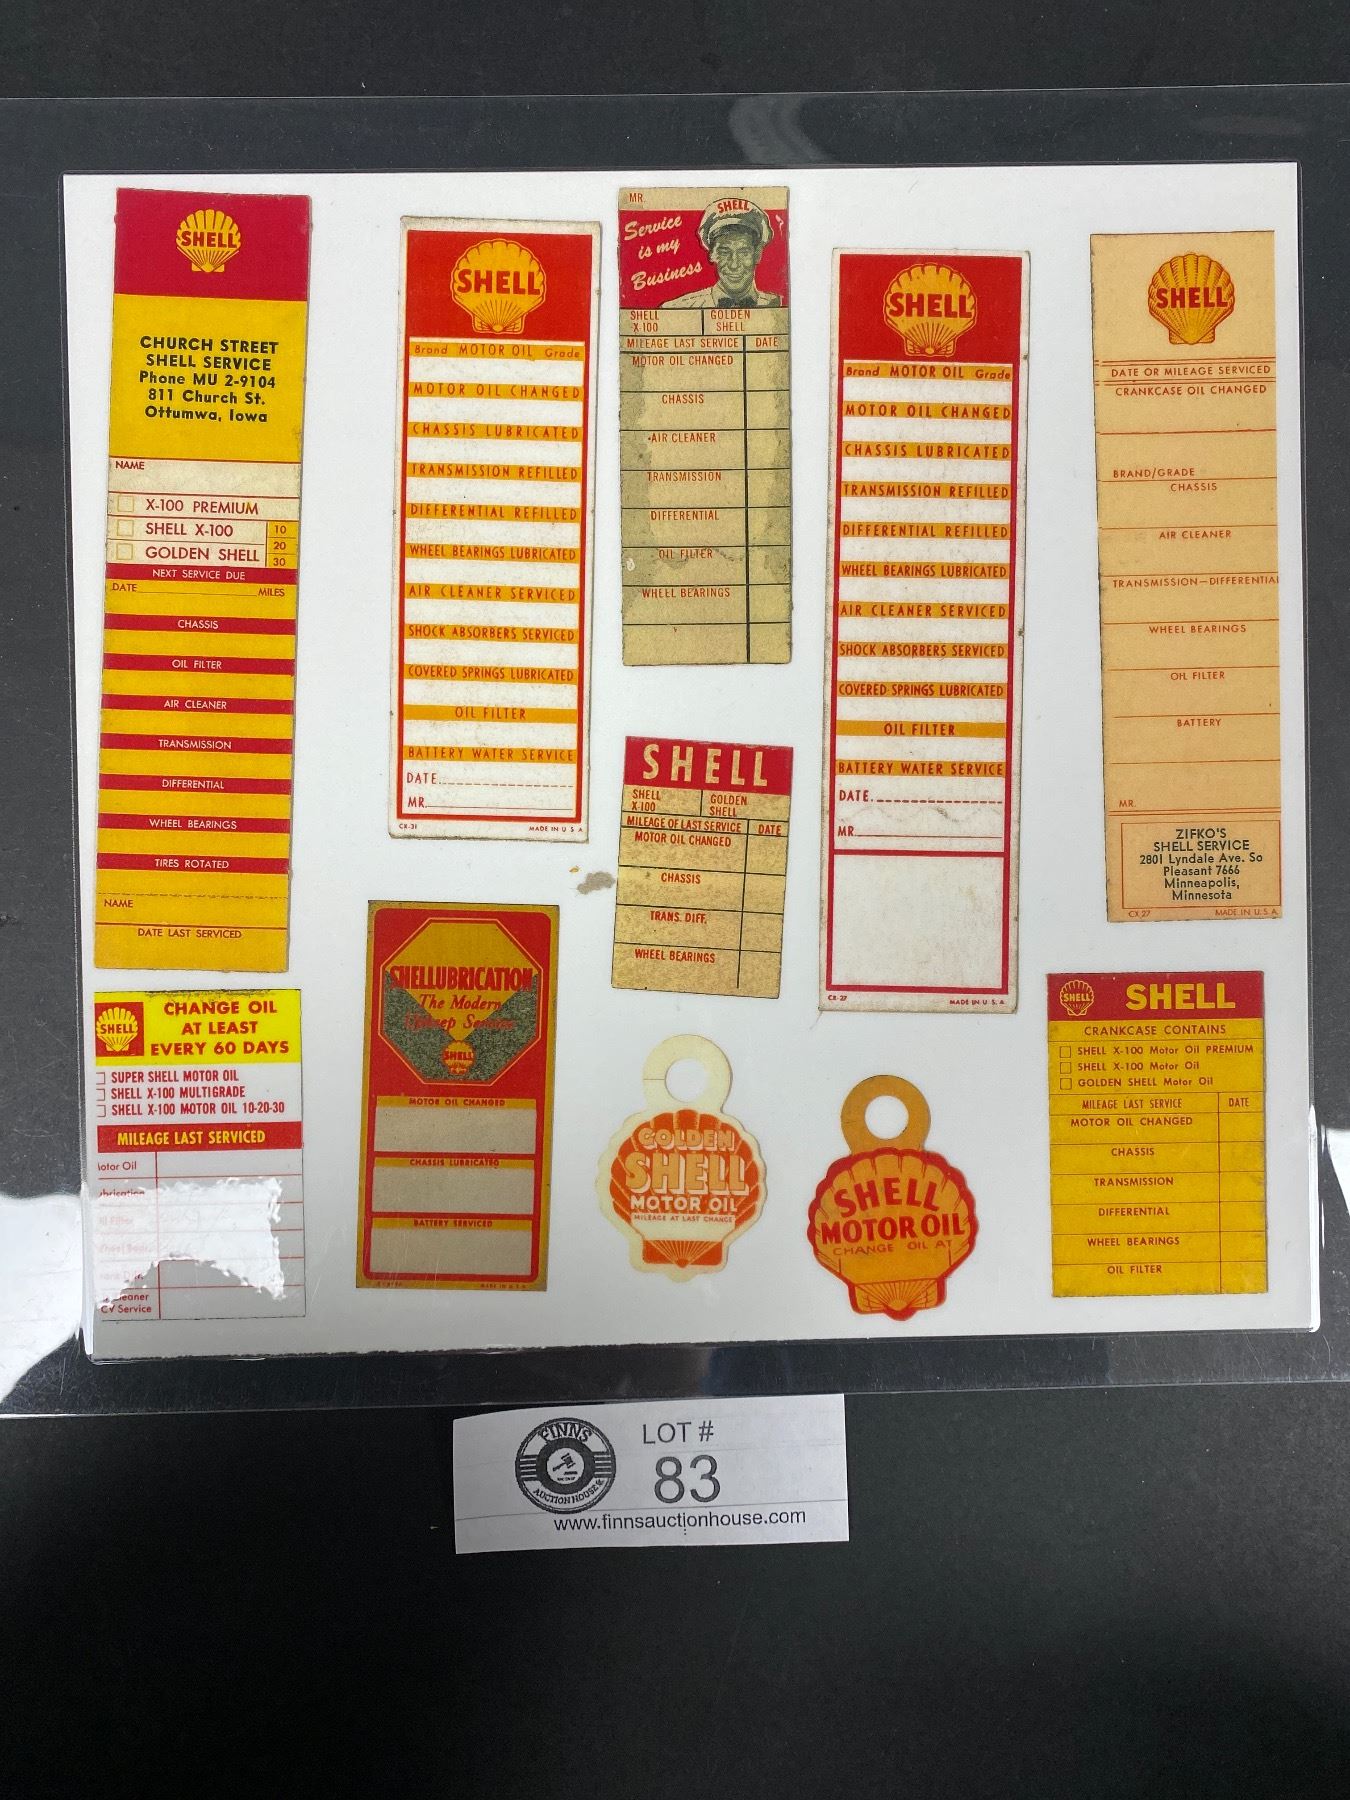 SHELL
CHURCH STREET
SHELL SERVICE
Phone MU 2-9104
811 Church St.
Ottumwa, Iowa
NAME
X-100 PREMIUM
SHELL X-100
GOLDEN SHELL
10
20
30
NEXT SERVICE DUE
DATE MILES
CHASSIS
OIL FILTER
AIR CLEANER
TRANSMISSION
DIFFERENTIAL
WHEEL BEARINGS
TIRES ROTATED
NAME
DATE LAST SERVICED
SHELL
Brand MOTOR OIL Grade
MOTOR OIL CHANGED
CHASSIS LUBRICATED
TRANSMISSION REFILLED
DIFFERENTIAL REFILLED
WHEEL BEARINGS LUBRICATED
AIR CLEANER SERVICED
SHOCK ABSORBERS SERVICED
COVERED SPRINGS LUBRICATED
OIL FILTER
BATTERY WATER SERVICE
DATE
MR.
CX-31 MADE IN U S A
MR.
SHELL
Service
is my
Business
SHELL
X-100
GOLDEN
SHELL
MILEAGE LAST SERVICE DATE
MOTOR OIL CHANGED
CHASSIS
AIR CLEANER
TRANSMISSION
DIFFERENTIAL
OIL FILTER
WHEEL BEARINGS
SHELL
Brand MOTOR OIL Grade
MOTOR OIL CHANGED
CHASSIS LUBRICATED
TRANSMISSION REFILLED
DIFFERENTIAL REFILLED
WHEEL BEARINGS LUBRICATED
AIR CLEANER SERVICED
SHOCK ABSORBERS SERVICED
COVERED SPRINGS LUBRICATED
OIL FILTER
BATTERY WATER SERVICE
DATE.
MR.
CX-27 MADE IN U. S. A.
SHELL
DATE OR MILEAGE SERVICED
CRANKCASE OIL CHANGED
BRAND/GRADE
CHASSIS
AIR CLEANER
TRANSMISSION—DIFFERENTIAL
WHEEL BEARINGS
OIL FILTER
BATTERY
MR.
ZIFKO'S
SHELL SERVICE
2801 Lyndale Ave. So
Pleasant 7666
Minneapolis,
Minnesota
CX 27 MADE IN U.S.A.
SHELL
SHELL
X-100
GOLDEN
SHELL
MILEAGE OF LAST SERVICE DATE
MOTOR OIL CHANGED
CHASSIS
TRANS. DIFF.
WHEEL BEARINGS
SHELL
CHANGE OIL
AT LEAST
EVERY 60 DAYS
SUPER SHELL MOTOR OIL
SHELL X-100 MULTIGRADE
SHELL X-100 MOTOR OIL 10-20-30
MILEAGE LAST SERVICED
otor Oil
eaner
CV Service
SHELLUBRICATION
The Modern
Upkeep Service
SHELL
MOTOR OIL CHANGED
CHASSIS LUBRICATED
BATTERY SERVICED
GOLDEN
SHELL
MOTOR OIL
MILEAGE AT LAST CHANGE
SHELL
MOTOR OIL
CHANGE OIL AT
SHELL
SHELL
CRANKCASE CONTAINS
SHELL X-100 Motor Oil PREMIUM
SHELL X-100 Motor Oil
GOLDEN SHELL Motor Oil
MILEAGE LAST SERVICE DATE
MOTOR OIL CHANGED
CHASSIS
TRANSMISSION
DIFFERENTIAL
WHEEL BEARINGS
OIL FILTER
FINNS
AUCTION HOUSE
LOT #
83
www.finnsauctionhouse.com